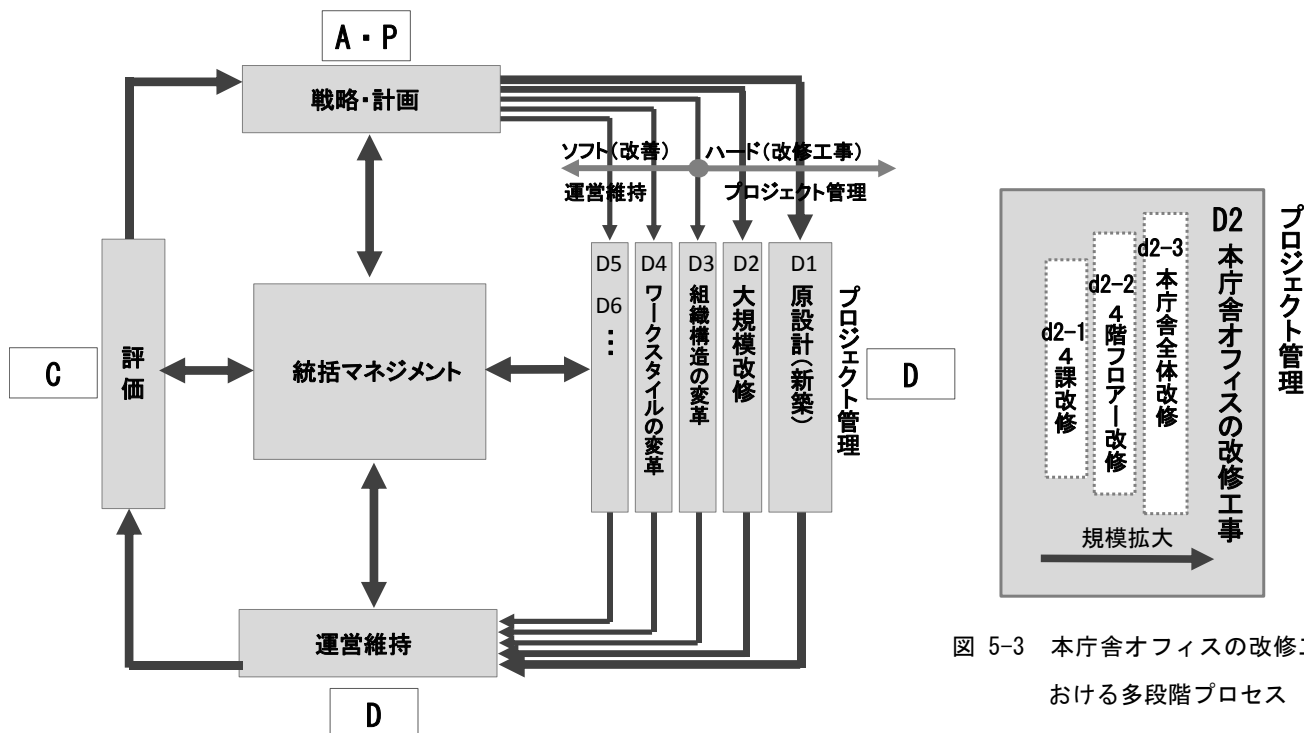 A・P
戦略・計画
ソフト(改善)
ハード(改修工事)
運営維持
プロジェクト管理
C
評価
統括マネジメント
D5
D6
…
D4
ワークスタイルの変革
D3
組織構造の変革
D2
大規模改修
D1
原設計(新築)
プロジェクト管理
D
運営維持
D
プロジェクト管理
D2 本庁舎オフィスの改修工事
d2-3 本庁舎全体改修
d2-2 4階フロアー改修
d2-1 4課改修
規模拡大
図 5-3 本庁舎オフィスの改修
おける多段階プロセス